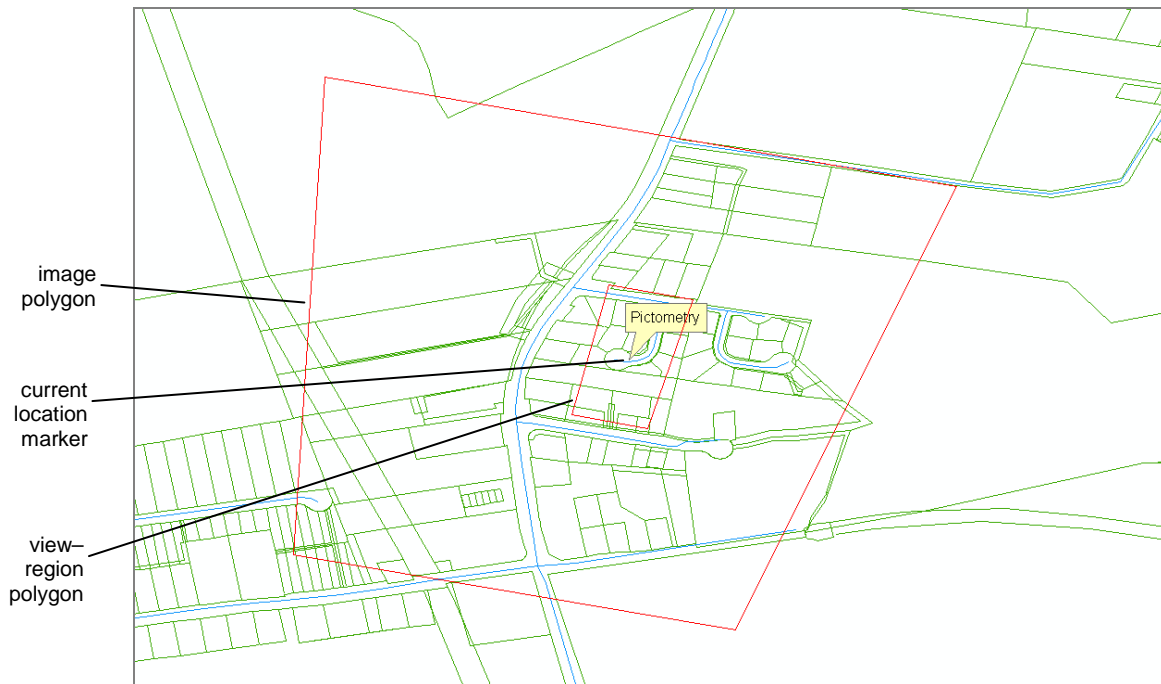 Pictometry
image
polygon
current
location
marker
view–
region
polygon